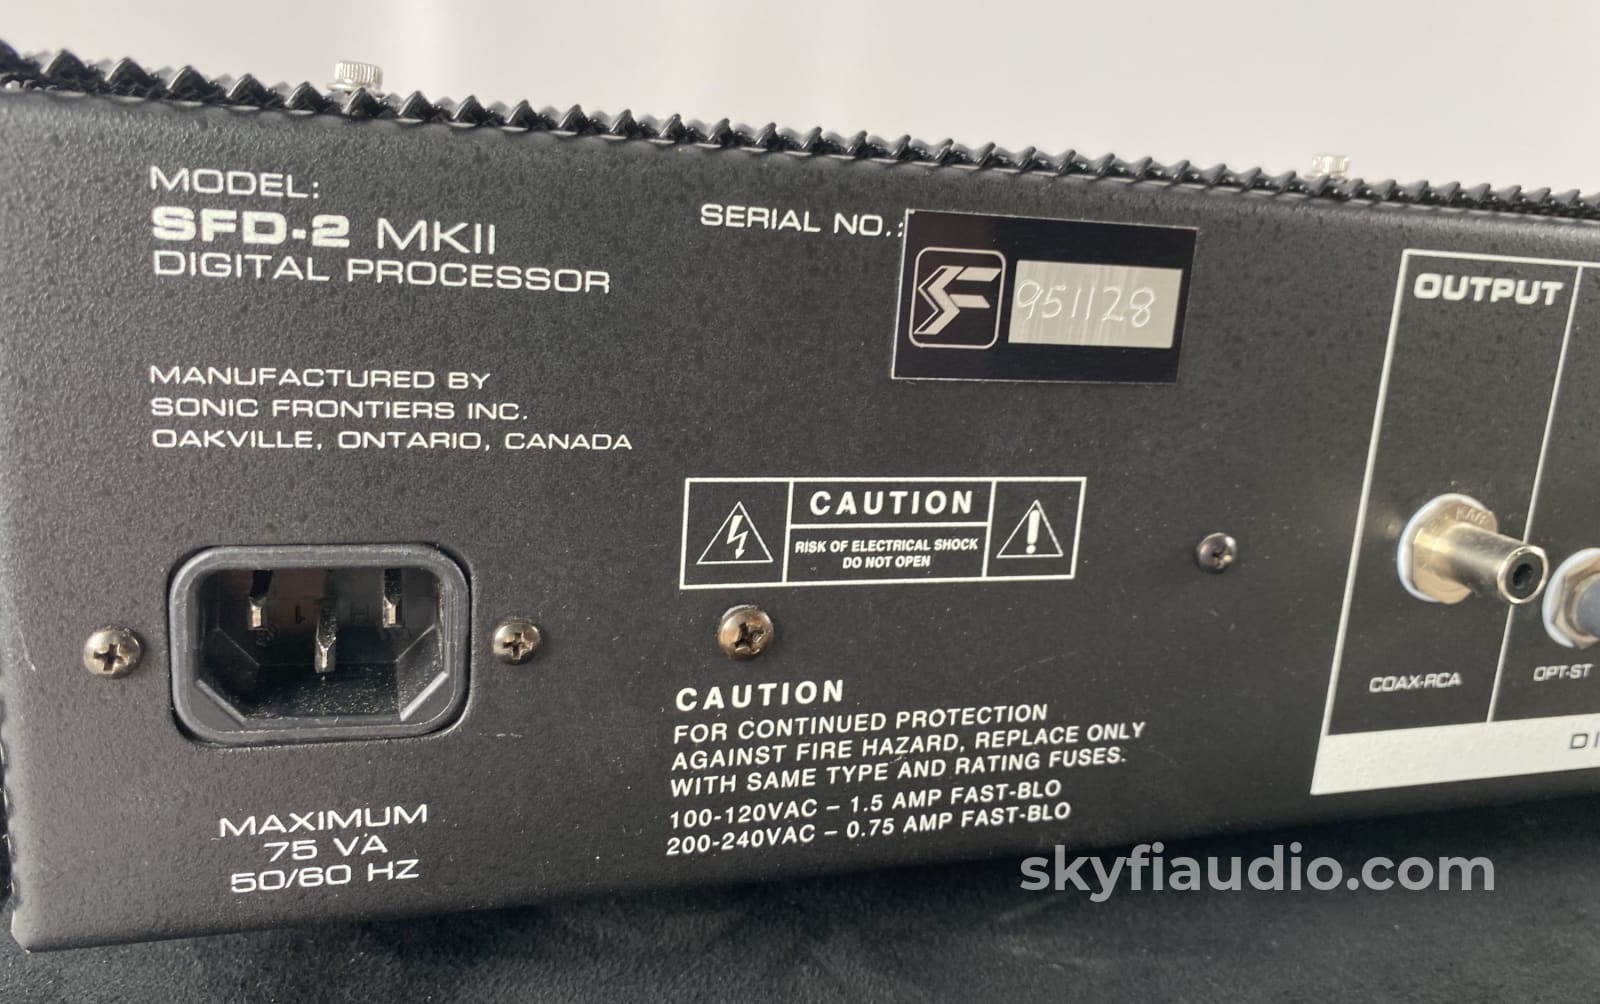 MODEL:
SFD-2 MKII
DIGITAL PROCESSOR
SERIAL NO.:
SF
951128
OUTPUT
MANUFACTURED BY
SONIC FRONTIERS INC.
OAKVILLE, ONTARIO, CANADA
CAUTION
RISK OF ELECTRICAL SHOCK
DO NOT OPEN
COAX-RCA
OPT-ST
CAUTION
FOR CONTINUED PROTECTION
AGAINST FIRE HAZARD, REPLACE ONLY
WITH SAME TYPE AND RATING FUSES.
100-120VAC – 1.5 AMP FAST-BLO
200-240VAC – 0.75 AMP FAST-BLO
DI
MAXIMUM
75 VA
50/60 HZ
skyfiaudio.com